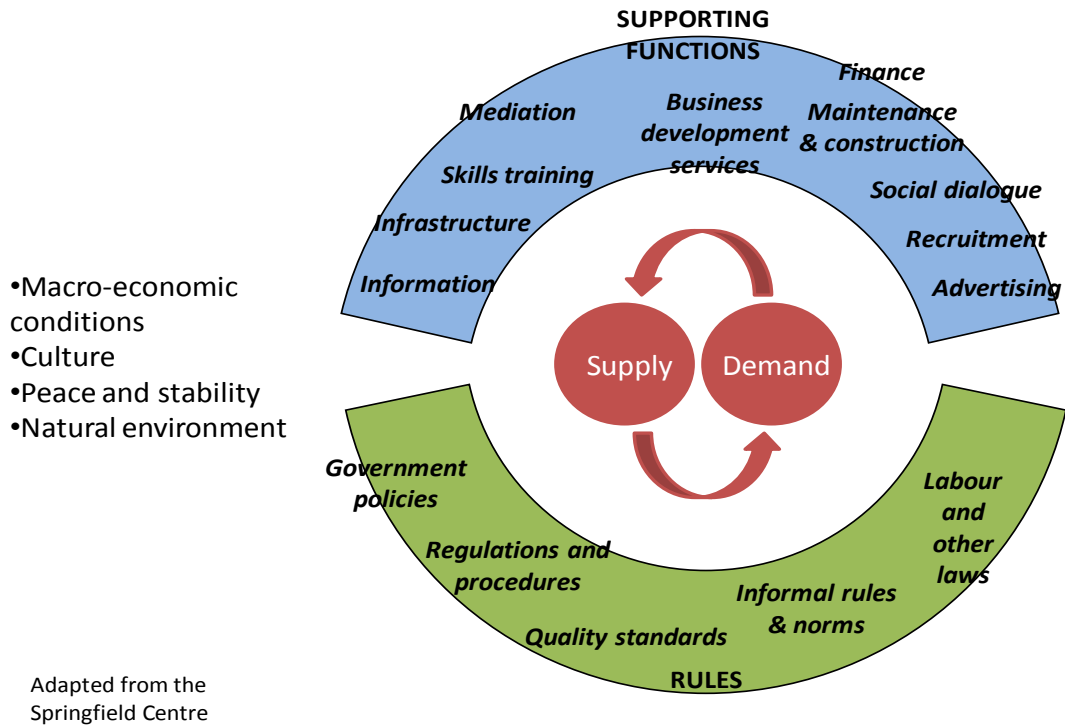 SUPPORTING
FUNCTIONS
Finance
Mediation
Business
development
services
Maintenance
& construction
Skills training
Social dialogue
Infrastructure
Recruitment
Information
Advertising
•Macro-economic
conditions
•Culture
•Peace and stability
•Natural environment
Supply
Demand
Government
policies
Labour
and
other
laws
Regulations and
procedures
Informal rules
& norms
Quality standards
RULES
Adapted from the
Springfield Centre